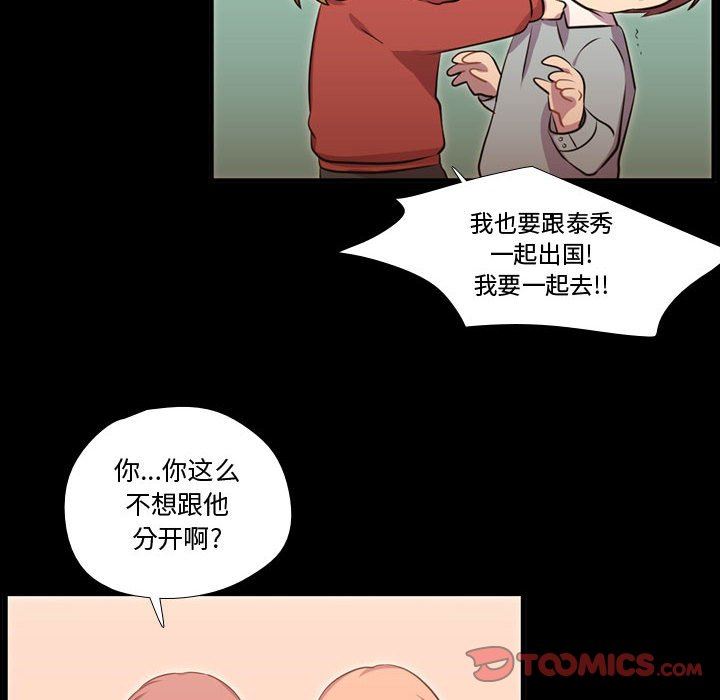 我也要跟泰秀
一起出国!
我要一起去!!
你...你这么
不想跟他
分开啊?
TOOMICS.COM